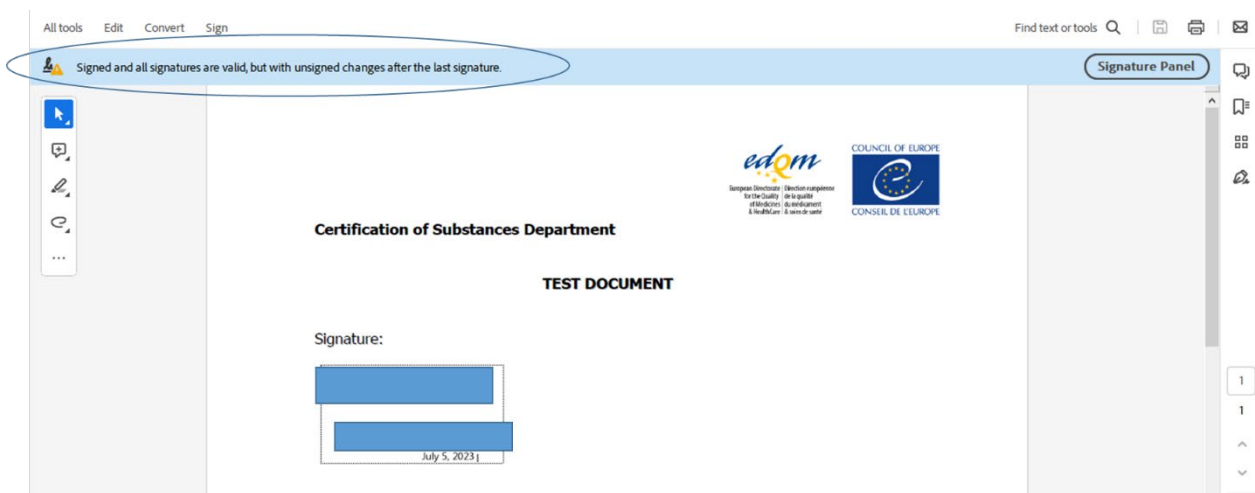 All tools Edit Convert Sign
Find text or tools
Signed and all signatures are valid, but with unsigned changes after the last signature.
Signature Panel
edqm
European Directorate
for the Quality
of Medicines
& HealthCare
Direction européenne
de la qualité
du médicament
& soins de santé
COUNCIL OF EUROPE
CONSEIL DE L'EUROPE
Certification of Substances Department
TEST DOCUMENT
Signature:
July 5, 2023
1
1